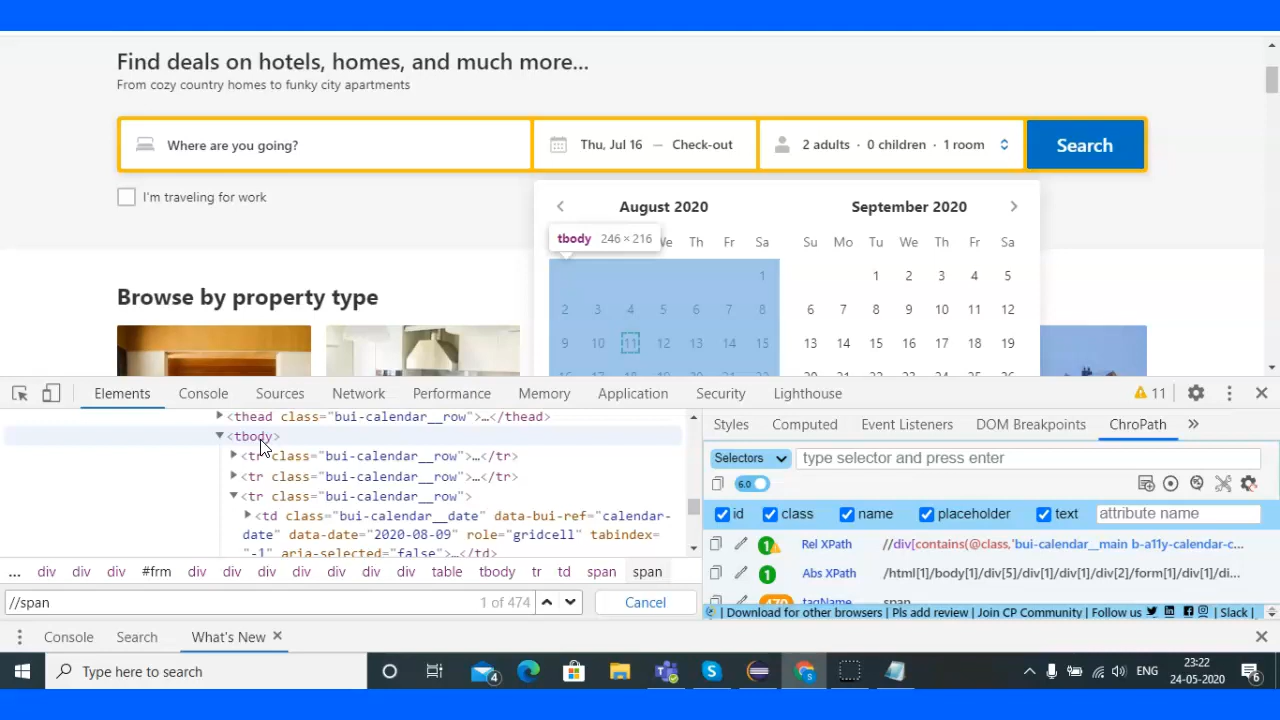 Find deals on hotels, homes, and much more...
From cozy country homes to funky city apartments
Where are you going?
Thu, Jul 16 — Check-out
2 adults · 0 children · 1 room
Search
I'm traveling for work
August 2020
September 2020
tbody 246 × 216
We Th Fr Sa
Su Mo Tu We Th Fr Sa
1
1 2 3 4 5
2 3 4 5 6 7 8
6 7 8 9 10 11 12
9 10 11 12 13 14 15
13 14 15 16 17 18 19
Browse by property type
Elements Console Sources Network Performance Memory Application Security Lighthouse 11
<thead class="bui-calendar__row">…</thead>
<tbody>
<tr class="bui-calendar__row">…</tr>
<tr class="bui-calendar__row">…</tr>
<tr class="bui-calendar__row">
<td class="bui-calendar__date" data-bui-ref="calendar-
date" data-date="2020-08-09" role="gridcell" tabindex=
"-1" aria-selected="false">…</td>
... div div div #frm div div div div div div table tbody tr td span span
//span 1 of 474 Cancel
Styles Computed Event Listeners DOM Breakpoints ChroPath »
Selectors type selector and press enter
6.0
id class name placeholder text attribute name
1 Rel XPath //div[contains(@class,'bui-calendar__main b-a11y-calendar-c...
1 Abs XPath /html[1]/body[1]/div[5]/div[1]/div[1]/div[2]/form[1]/div[1]/di...
tagName span
| Download for other browsers | Pls add review | Join CP Community | Follow us | Slack |
Console Search What's New ×
Type here to search
4
ENG
23:22
24-05-2020
6